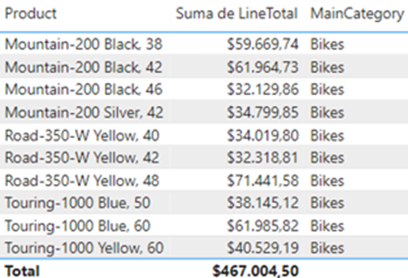 Product Suma de LineTotal MainCategory
Mountain-200 Black, 38 $59.669,74 Bikes
Mountain-200 Black, 42 $61.964,73 Bikes
Mountain-200 Black, 46 $32.129,86 Bikes
Mountain-200 Silver, 42 $34.799,85 Bikes
Road-350-W Yellow, 40 $34.019,80 Bikes
Road-350-W Yellow, 42 $32.318,81 Bikes
Road-350-W Yellow, 48 $71.441,58 Bikes
Touring-1000 Blue, 50 $38.145,12 Bikes
Touring-1000 Blue, 60 $61.985,82 Bikes
Touring-1000 Yellow, 60 $40.529,19 Bikes
Total $467.004,50